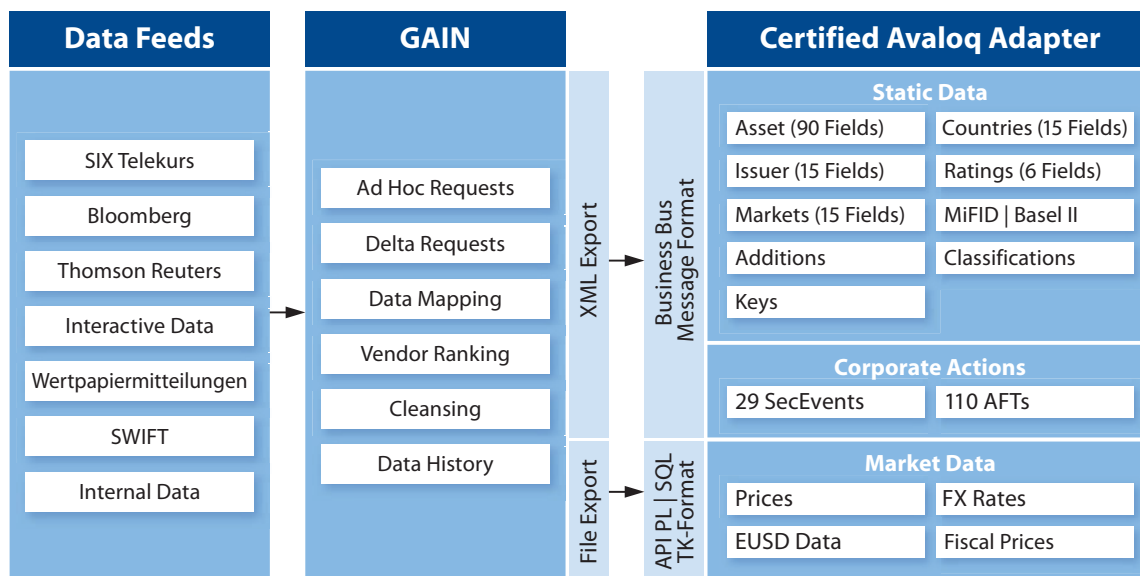 Data Feeds
SIX Telekurs
Bloomberg
Thomson Reuters
Interactive Data
Wertpapiermitteilungen
SWIFT
Internal Data
GAIN
Ad Hoc Requests
Delta Requests
Data Mapping
Vendor Ranking
Cleansing
Data History
XML Export
File Export
Business Bus
Message Format
API PL | SQL
TK-Format
Certified Avaloq Adapter
Static Data
Asset (90 Fields)
Countries (15 Fields)
Issuer (15 Fields)
Ratings (6 Fields)
Markets (15 Fields)
MiFID | Basel II
Additions
Classifications
Keys
Corporate Actions
29 SecEvents
110 AFTs
Market Data
Prices
FX Rates
EUSD Data
Fiscal Prices